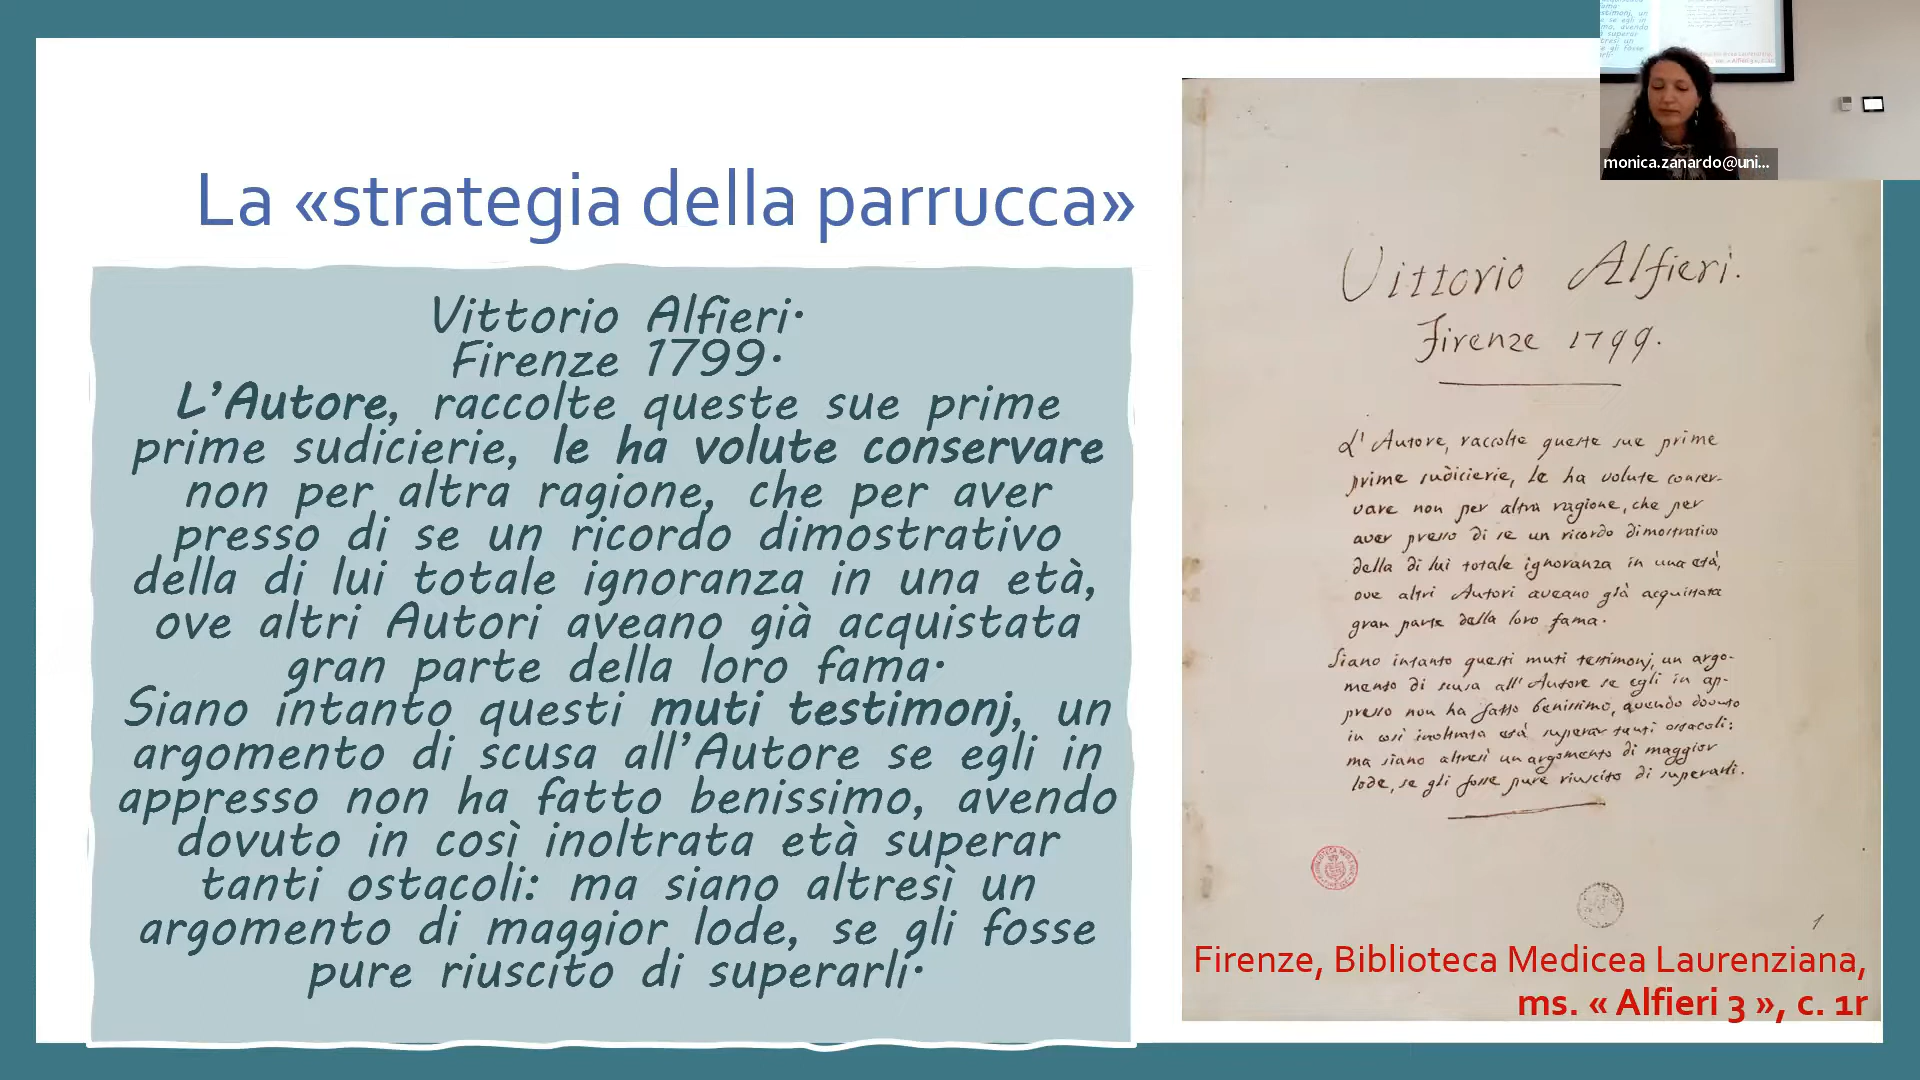 La «strategia della parrucca»
Vittorio Alfieri.
Firenze 1799.
L'Autore, raccolte queste sue prime
prime sudicierie, le ha volute conservare
non per altra ragione, che per aver
presso di se un ricordo dimostrativo
della di lui totale ignoranza in una età,
ove altri Autori aveano già acquistata
gran parte della loro fama.
Siano intanto questi muti testimonj, un
argomento di scusa all'Autore se egli in
appresso non ha fatto benissimo, avendo
dovuto in così inoltrata età superar
tanti ostacoli: ma siano altresì un
argomento di maggior lode, se gli fosse
pure riuscito di superarli.
Vittorio Alfieri.
Firenze 1799.
L'Autore, raccolte queste sue prime
prime sudicierie, le ha volute conser-
vare non per altra ragione, che per
aver presso di se un ricordo dimostrativo
della di lui totale ignoranza in una età,
ove altri Autori aveano già acquistata
gran parte della loro fama.
Siano intanto questi muti testimonj, un argo-
mento di scusa all'Autore se egli in ap-
presso non ha fatto benissimo, avendo dovuto
in così inoltrata età superar tanti ostacoli:
ma siano altresì un argomento di maggior
lode, se gli fosse pure riuscito di superarli.
1
Firenze, Biblioteca Medicea Laurenziana,
ms. « Alfieri 3 », c. 1r
monica.zanardo@uni...